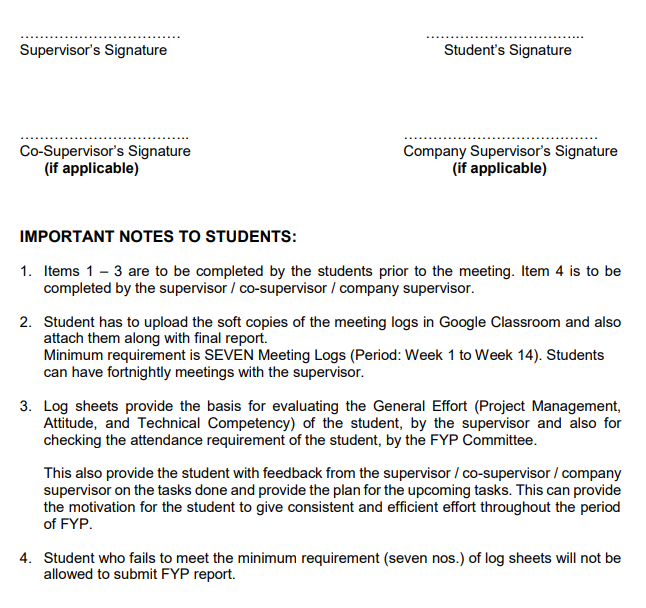 ……………………………
Supervisor's Signature
…………………………...
Student's Signature
……………………………..
Co-Supervisor's Signature
(if applicable)
…………………………………
Company Supervisor's Signature
(if applicable)
IMPORTANT NOTES TO STUDENTS:
1. Items 1 – 3 are to be completed by the students prior to the meeting. Item 4 is to be
completed by the supervisor / co-supervisor / company supervisor.
2. Student has to upload the soft copies of the meeting logs in Google Classroom and also
attach them along with final report.
Minimum requirement is SEVEN Meeting Logs (Period: Week 1 to Week 14). Students
can have fortnightly meetings with the supervisor.
3. Log sheets provide the basis for evaluating the General Effort (Project Management,
Attitude, and Technical Competency) of the student, by the supervisor and also for
checking the attendance requirement of the student, by the FYP Committee.
This also provide the student with feedback from the supervisor / co-supervisor / company
supervisor on the tasks done and provide the plan for the upcoming tasks. This can provide
the motivation for the student to give consistent and efficient effort throughout the period
of FYP.
4. Student who fails to meet the minimum requirement (seven nos.) of log sheets will not be
allowed to submit FYP report.